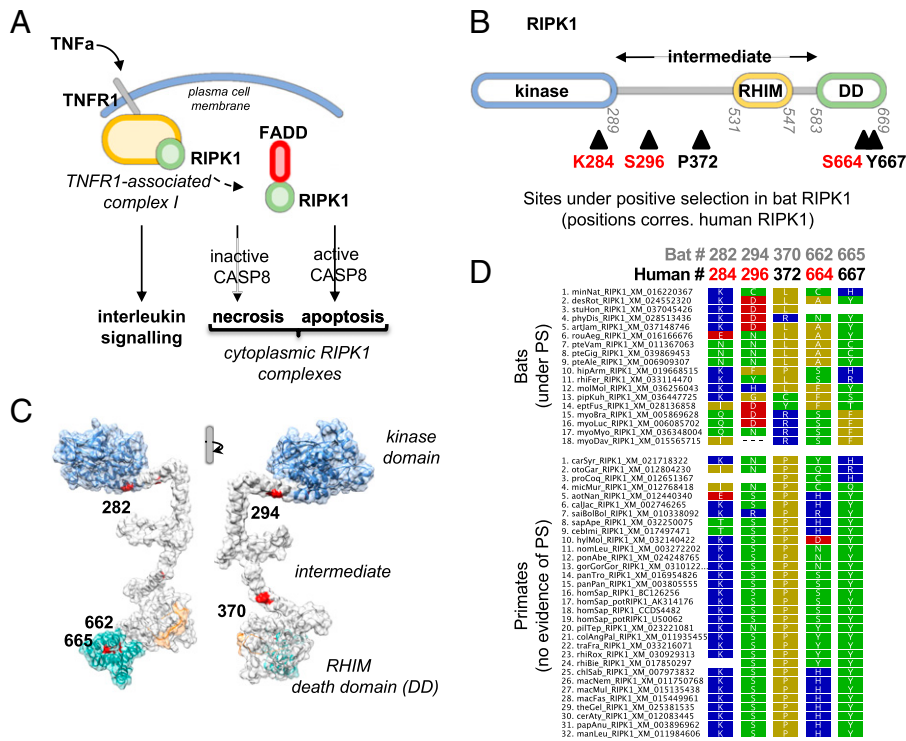 A
TNFa
TNFR1
plasma cell
membrane
FADD
RIPK1
TNFR1-associated
complex I
RIPK1
inactive
CASP8
active
CASP8
interleukin
signalling
necrosis
apoptosis
cytoplasmic RIPK1
complexes
B
RIPK1
intermediate
kinase
RHIM
DD
289
531
547
583
669
K284
S296
P372
S664
Y667
Sites under positive selection in bat RIPK1
(positions corres. human RIPK1)
C
kinase
domain
282
294
intermediate
370
662
665
RHIM
death domain (DD)
D
Bat # 282 294 370 662 665
Human # 284 296 372 664 667
Bats
(under PS)
1. minNat_RIPK1_XM_016220367 K C L C H
2. desRot_RIPK1_XM_024552320 K D L A Y
3. stuHon_RIPK1_XM_037045426 K D L
4. phyDis_RIPK1_XM_028513436 K D R N Y
5. artJam_RIPK1_XM_037148746 K D L A Y
6. rouAeg_RIPK1_XM_016166676 E N L A Y
7. pteVam_RIPK1_XM_011367063 N N L A C
8. pteGig_RIPK1_XM_039869453 N N L A Y
9. pteAle_RIPK1_XM_006909307 N N L A C
10. hipArm_RIPK1_XM_019668515 K F P S H
11. rhiFer_RIPK1_XM_033114470 K Y L S R
12. molMol_RIPK1_XM_036256043 K H L F Y
13. pipKuh_RIPK1_XM_036447725 K G C F S
14. eptFus_RIPK1_XM_028136858 I D Y F T
15. myoBra_RIPK1_XM_005869628 Q D R S F
16. myoLuc_RIPK1_XM_006085702 Q D R S F
17. myoMyo_RIPK1_XM_036348004 Q N R S F
18. myoDav_RIPK1_XM_015565715 I --- R S F
Primates
(no evidence of PS)
1. carSyr_RIPK1_XM_021718322 K N P Y H
2. otoGar_RIPK1_XM_012804230 I N P Q R
3. proCoq_RIPK1_XM_012651367 P C H
4. micMur_RIPK1_XM_012768418 I N P C Q
5. aotNan_RIPK1_XM_012440340 E S P H Y
6. calJac_RIPK1_XM_002746265 K S P H Y
7. saiBolBol_RIPK1_XM_010338092 K R P H Y
8. sapApe_RIPK1_XM_032250075 T S P H Y
9. cebImi_RIPK1_XM_017497471 T S P H Y
10. hylMol_RIPK1_XM_032140422 K S P D Y
11. nomLeu_RIPK1_XM_003272202 K S P N Y
12. ponAbe_RIPK1_XM_024248765 K S P N Y
13. gorGorGor_RIPK1_XM_0310122... K S P N Y
14. panTro_RIPK1_XM_016954826 K S P S Y
15. panPan_RIPK1_XM_003805555 K S P S Y
16. homSap_RIPK1_BC126256 K S P S Y
17. homSap_potRIPK1_AK314176 K S P S Y
18. homSap_RIPK1_CCDS4482 K S P S Y
19. homSap_potRIPK1_U50062 K S P S Y
20. pilTep_RIPK1_XM_023221081 K N P Y Y
21. colAngPal_RIPK1_XM_011935455 K S P Y Y
22. traFra_RIPK1_XM_033216071 K S P Y Y
23. rhiRox_RIPK1_XM_030929313 K S P Y Y
24. rhiBie_RIPK1_XM_017850297 S P Y Y
25. chlSab_RIPK1_XM_007973832 K S P H Y
26. macNem_RIPK1_XM_011750768 K S P H Y
27. macMul_RIPK1_XM_015135438 K S P H Y
28. macFas_RIPK1_XM_015449961 K S P H Y
29. theGel_RIPK1_XM_025381535 K S P H Y
30. cerAty_RIPK1_XM_012083445 K S P H Y
31. papAnu_RIPK1_XM_003896962 K S P H Y
32. manLeu_RIPK1_XM_011984606 K S P H Y